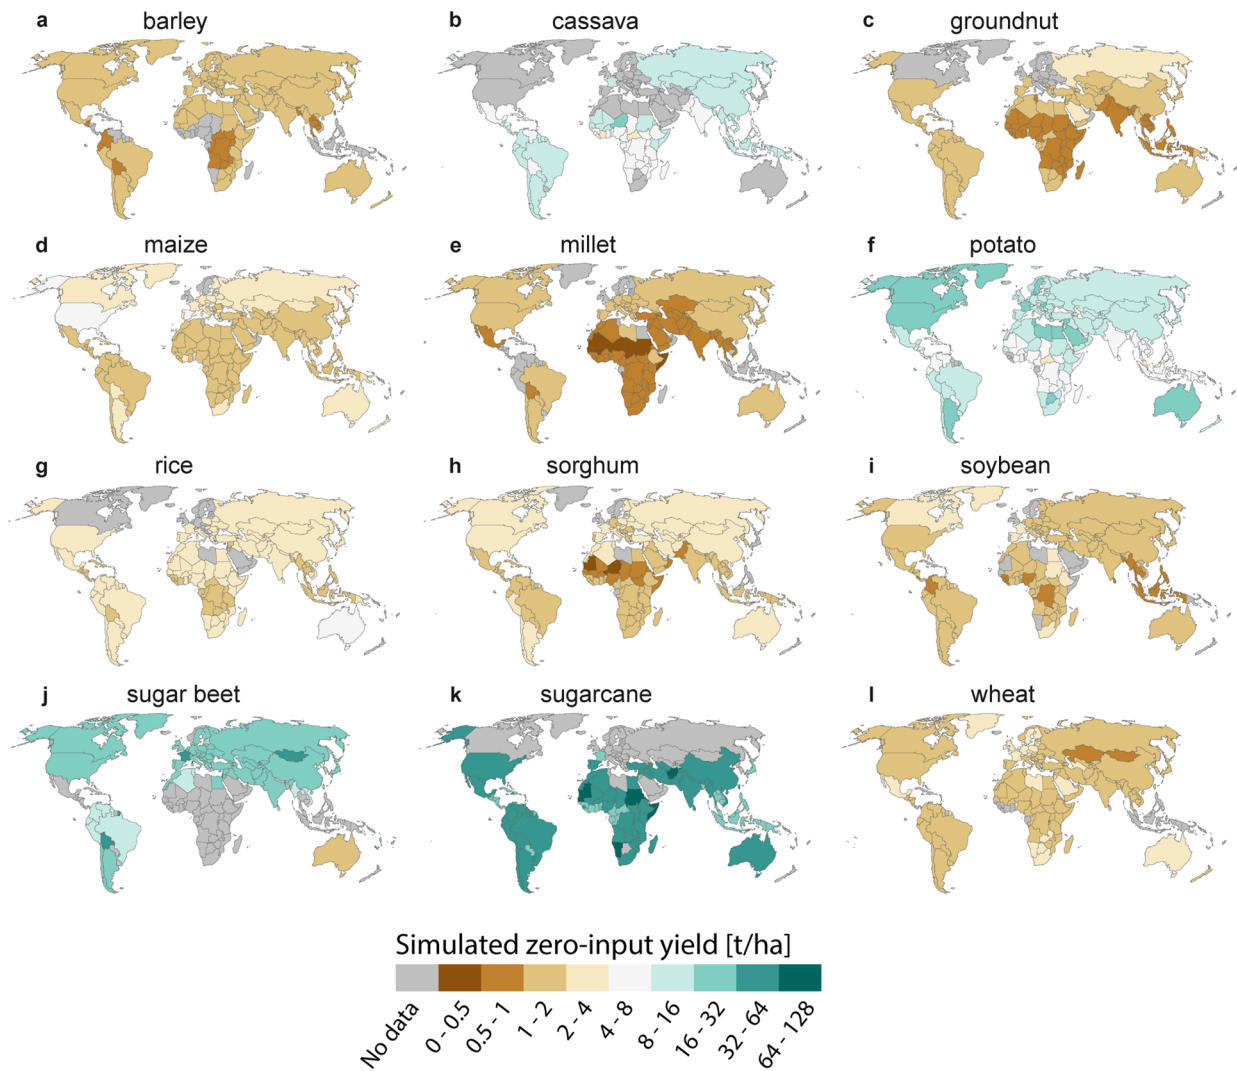 a barley
b cassava
c groundnut
d maize
e millet
f potato
g rice
h sorghum
i soybean
j sugar beet
k sugarcane
l wheat
Simulated zero-input yield [t/ha]
No data
0 - 0.5
0.5 - 1
1 - 2
2 - 4
4 - 8
8 - 16
16 - 32
32 - 64
64 - 128